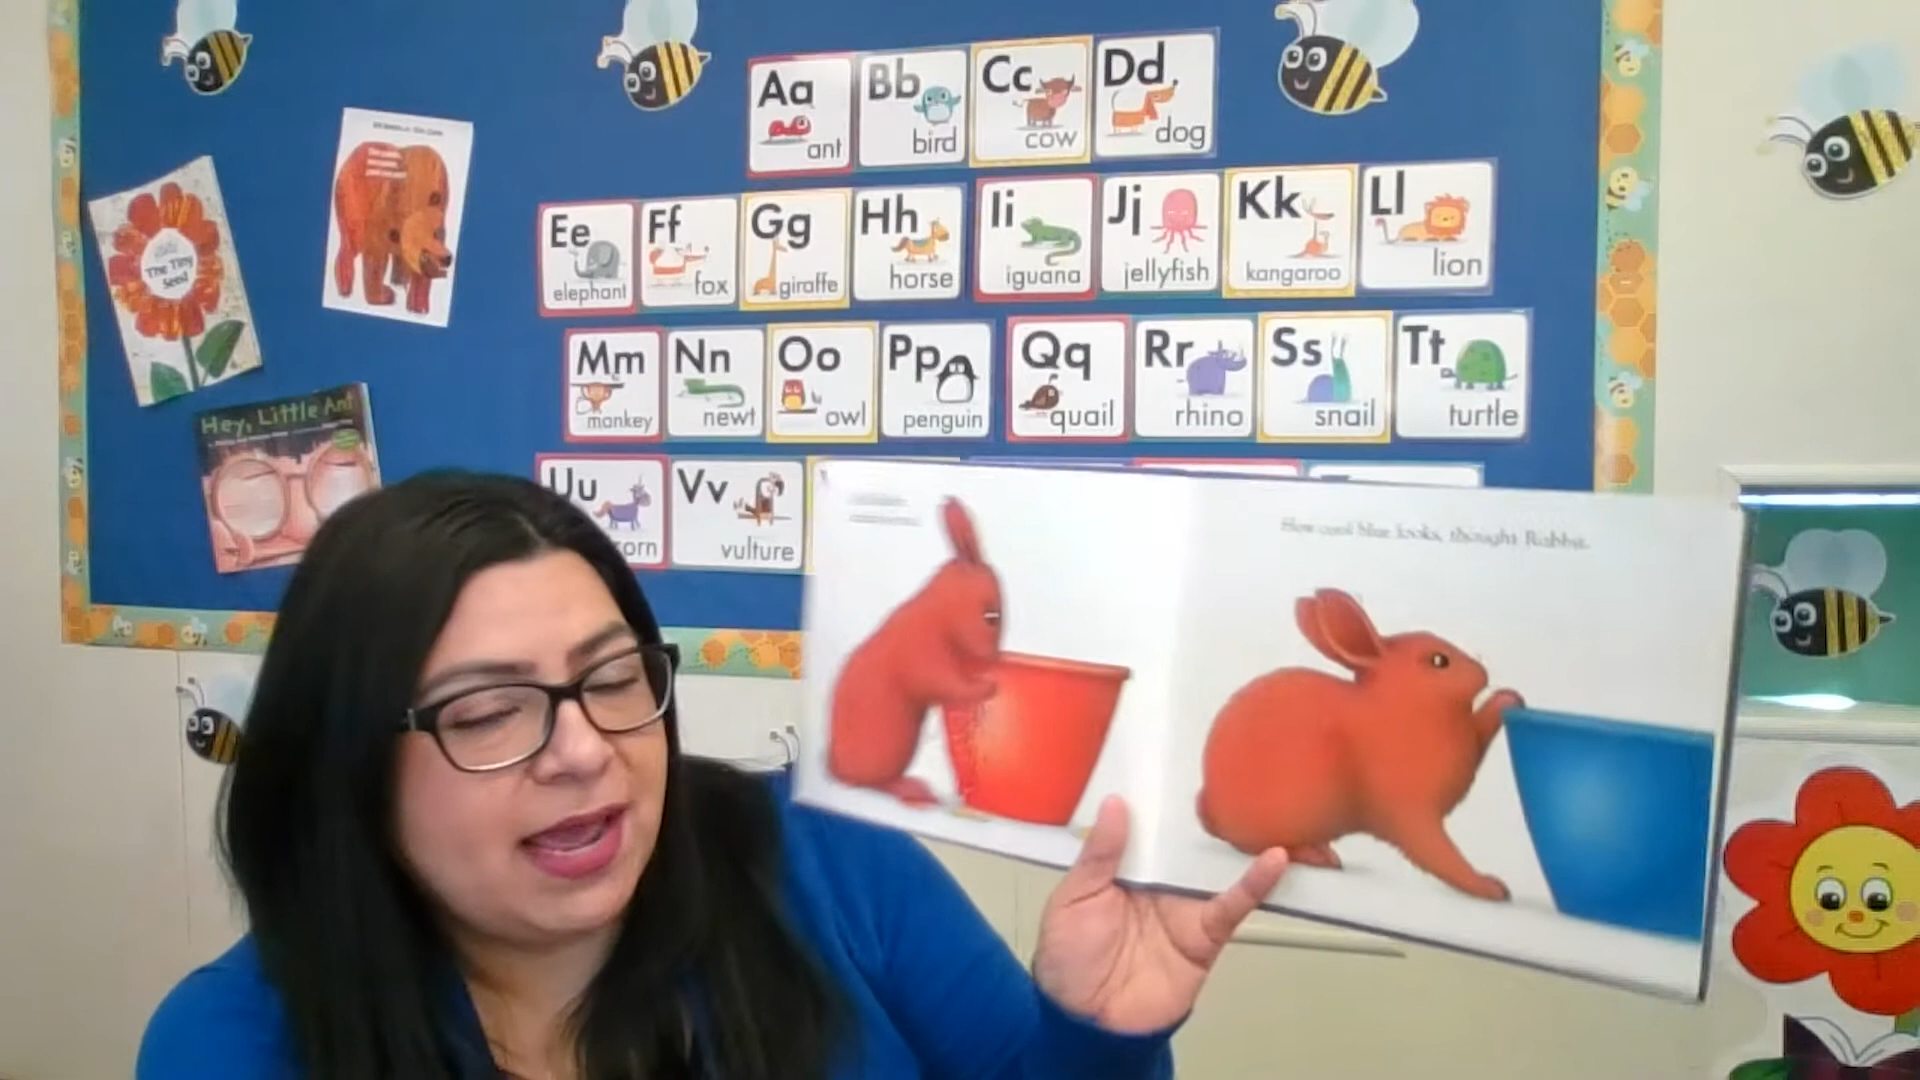 Aa
ant
Bb
bird
Cc
cow
Dd
dog
Ee
elephant
Ff
fox
Gg
giraffe
Hh
horse
Ii
iguana
Jj
jellyfish
Kk
kangaroo
Ll
lion
Mm
monkey
Nn
newt
Oo
owl
Pp
penguin
Qq
quail
Rr
rhino
Ss
snail
Tt
turtle
Uu
corn
Vv
vulture
The Tiny
Seed
Hey, Little Ant
How cool blue looks, thought Rabbit.